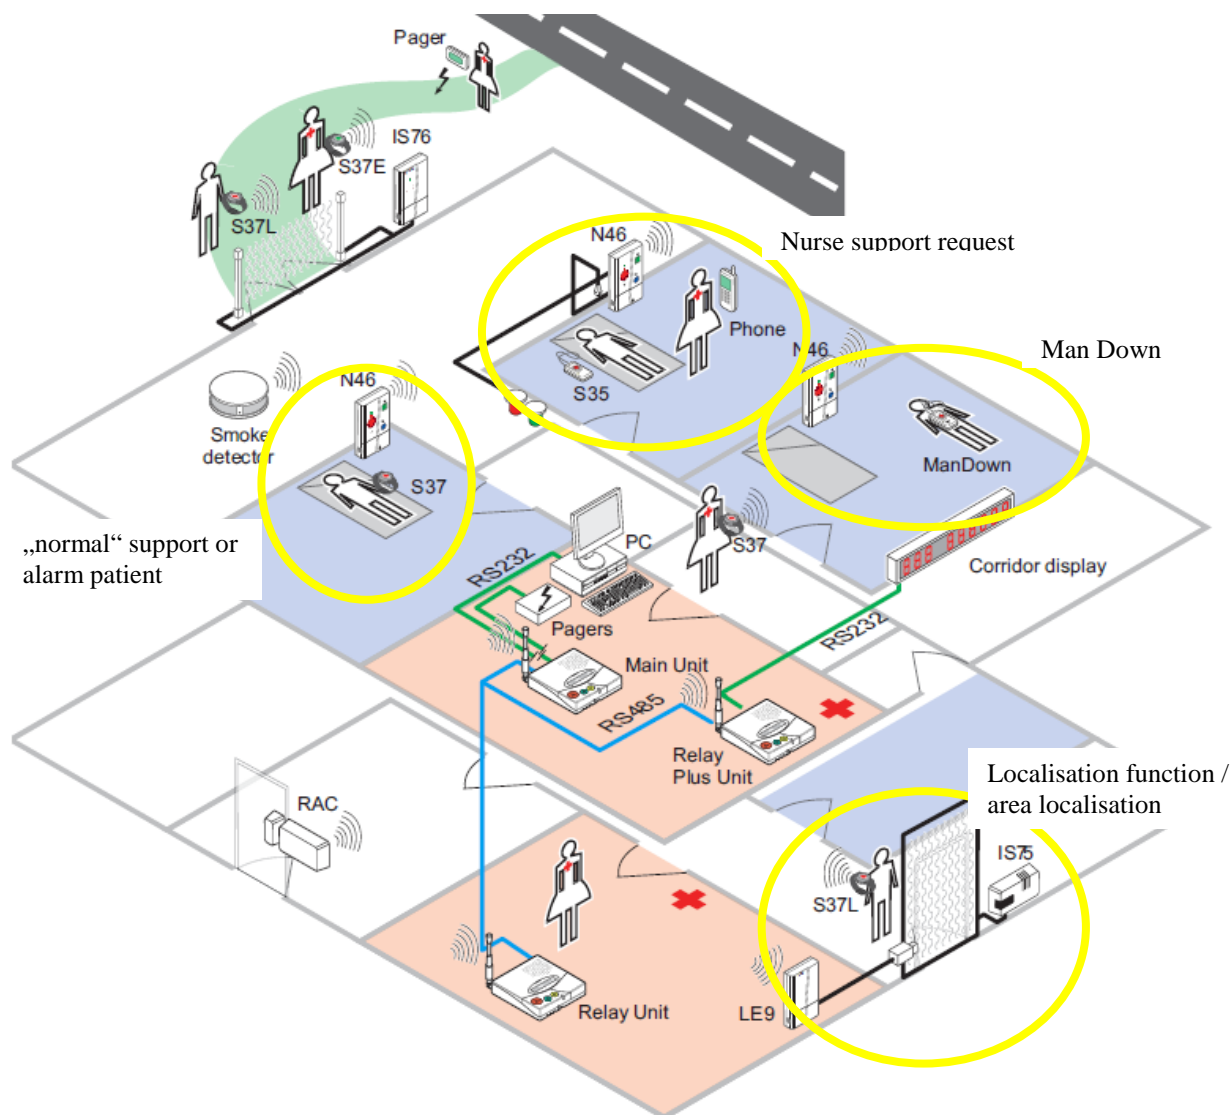 Pager
IS76
S37E
S37L
N46
Nurse support request
Phone
S35
Man Down
N46
ManDown
N46
Smoke
detector
S37
„normal“ support or
alarm patient
S37
PC
RS232
Pagers
Corridor display
RS232
Main Unit
RS485
Relay
Plus Unit
Localisation function /
area localisation
RAC
IS75
S37L
Relay Unit
LE9